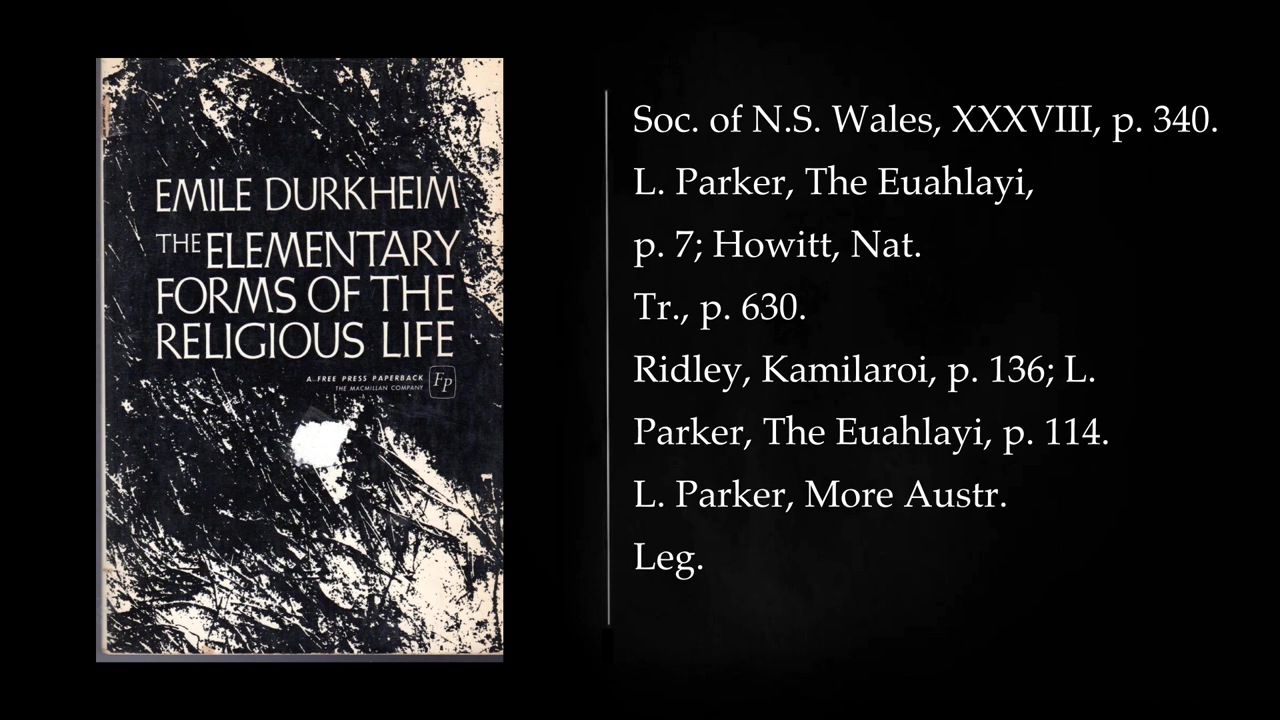 EMILE DURKHEIM
THE ELEMENTARY
FORMS OF THE
RELIGIOUS LIFE
A FREE PRESS PAPERBACK
THE MACMILLAN COMPANY
FP
Soc. of N.S. Wales, XXXVIII, p. 340.
L. Parker, The Euahlayi,
p. 7; Howitt, Nat.
Tr., p. 630.
Ridley, Kamilaroi, p. 136; L.
Parker, The Euahlayi, p. 114.
L. Parker, More Austr.
Leg.